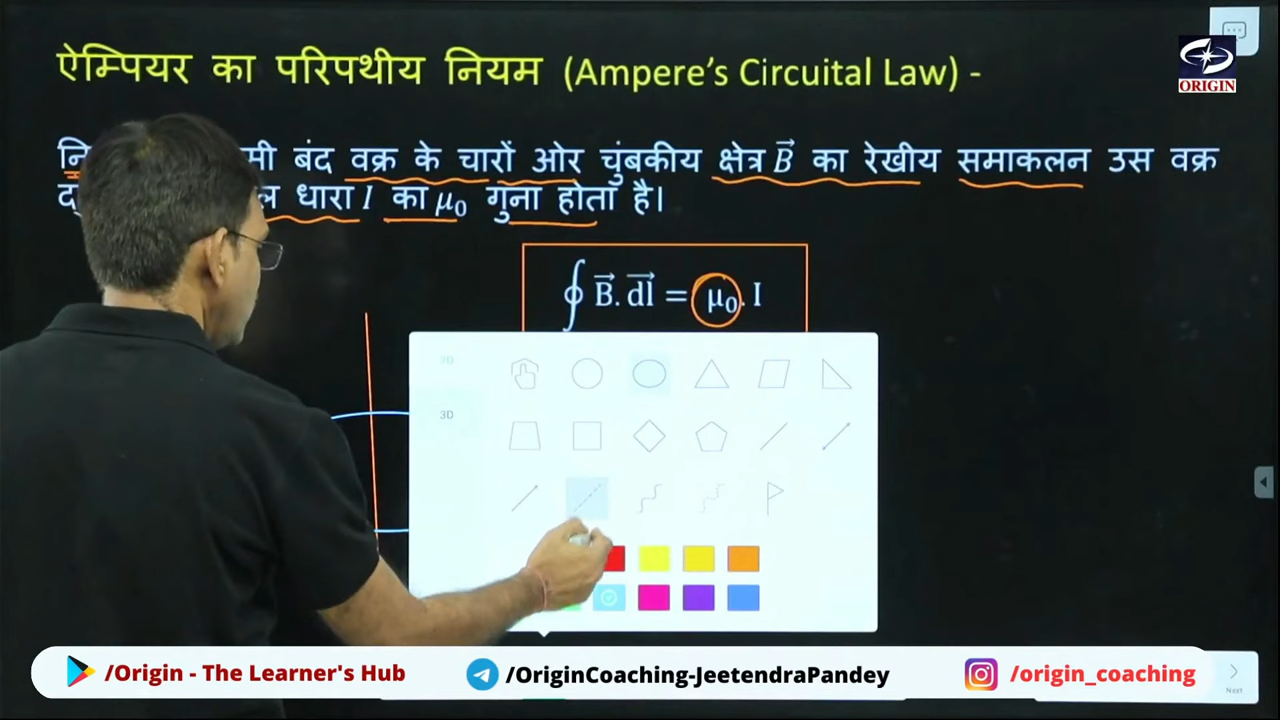 ऐम्पियर का परिपथीय नियम (Ampere's Circuital Law) -
ORIGIN
बंद वक्र के चारों ओर चुंबकीय क्षेत्र B⃗ का रेखीय समाकलन उस वक्र
धारा I का μ₀ गुना होता है।
∮ B⃗. dl⃗ = μ₀. I
3D
3D
Next
/Origin - The Learner's Hub
/OriginCoaching-JeetendraPandey
/origin_coaching